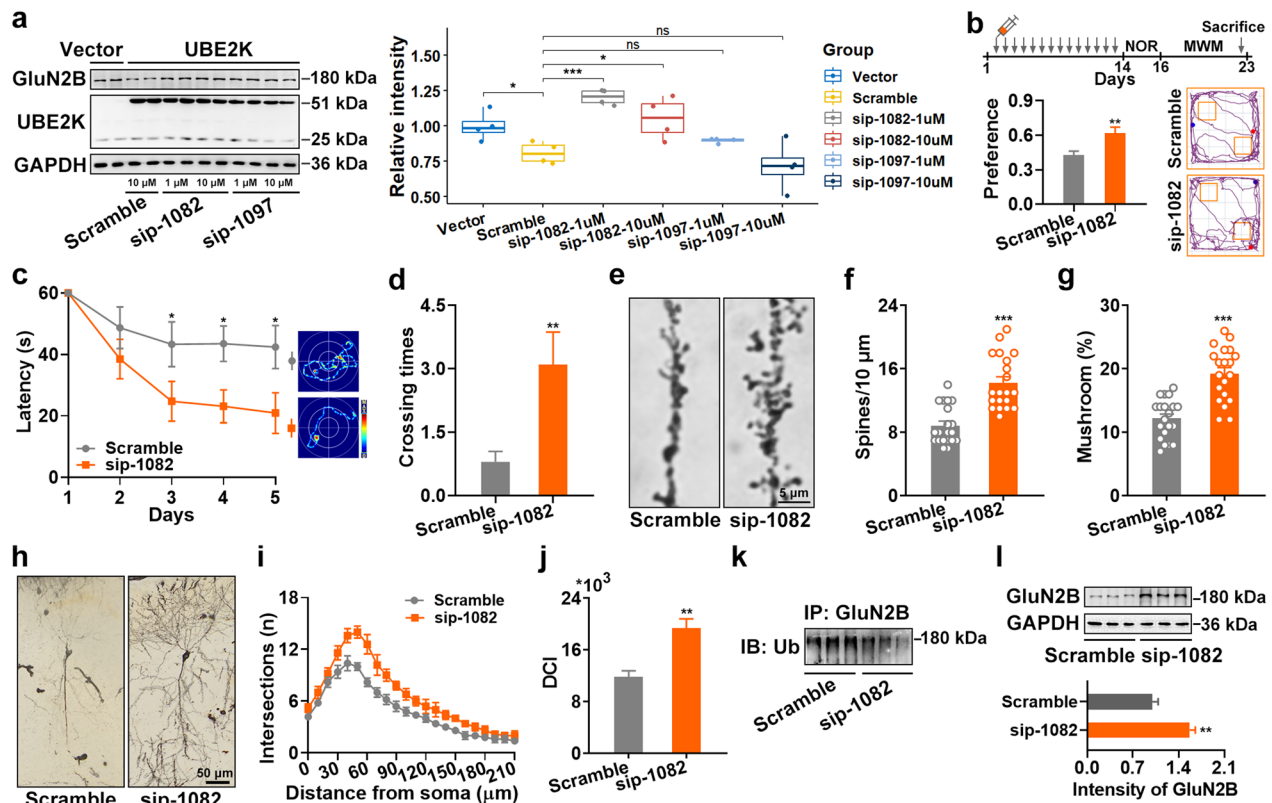 a
Vector UBE2K
GluN2B
–180 kDa
UBE2K
–51 kDa
–25 kDa
GAPDH
–36 kDa
10 μM 1 μM 10 μM 1 μM 10 μM
Scramble
sip-1082
sip-1097
Relative intensity
1.50
1.25
1.00
0.75
0.50
*
***
*
ns
ns
Vector
Scramble
sip-1082-1uM
sip-1082-10uM
sip-1097-1uM
sip-1097-10uM
Group
Vector
Scramble
sip-1082-1uM
sip-1082-10uM
sip-1097-1uM
sip-1097-10uM
b
Sacrifice
NOR MWM
1 14 16 23
Days
Preference
0.9
0.6
0.3
0.0
**
Scramble
sip-1082
Scramble
sip-1082
c
Latency (s)
60
40
20
0
* * *
Scramble
sip-1082
1 2 3 4 5
Days
d
Crossing times
4.5
3.0
1.5
0.0
**
Scramble
sip-1082
e
5 μm
Scramble sip-1082
f
Spines/10 μm
24
16
8
0
***
Scramble
sip-1082
g
Mushroom (%)
30
20
10
0
***
Scramble
sip-1082
h
50 μm
Scramble sip-1082
i
Intersections (n)
18
12
6
0
Scramble
sip-1082
0 30 60 90 120 150 180 210
Distance from soma (μm)
j
*10³
DCI
24
16
8
0
**
Scramble
sip-1082
k
IP: GluN2B
IB: Ub
–180 kDa
Scramble
sip-1082
l
GluN2B
–180 kDa
GAPDH
–36 kDa
Scramble sip-1082
Scramble
sip-1082
**
0.0 0.7 1.4 2.1
Intensity of GluN2B